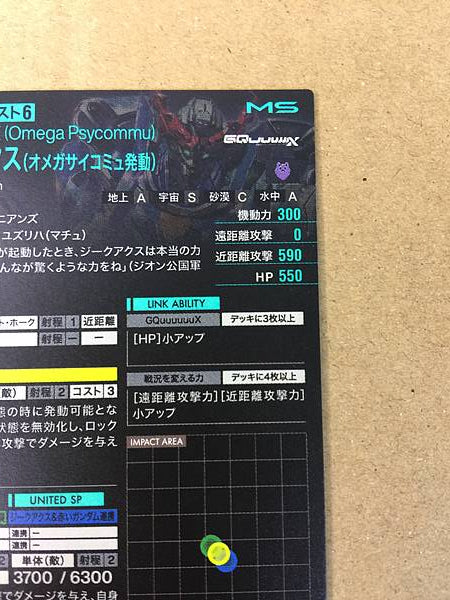 スト6
MS
(Omega Psycommu)
GQuuuuuuX
ス(オメガサイコミュ発動)
地上 A 宇宙 S 砂漠 C 水中 A
機動力 300
ニアンズ
ユズリハ(マチュ)
遠距離攻撃 0
が起動したとき、ジークアクスは本当の力
近距離攻撃 590
んなが驚くような力をね」(ジオン公国軍
HP 550
LINK ABILITY
GQuuuuuuX デッキに3枚以上
[HP]小アップ
ト・ホーク 射程 1 近距離
射程 ー ー
戦況を変える力 デッキに4枚以上
[遠距離攻撃力][近距離攻撃力]
小アップ
敵) 射程 2 コスト 3
態の時に発動可能とな
状態を無効化し、ロック
攻撃でダメージを与え
IMPACT AREA
UNITED SP
ジークアクス&赤いガンダム連携
連携 ー
連携 ー
2 単体(敵) 射程 2
3700 / 6300
でダメージを与え、自身